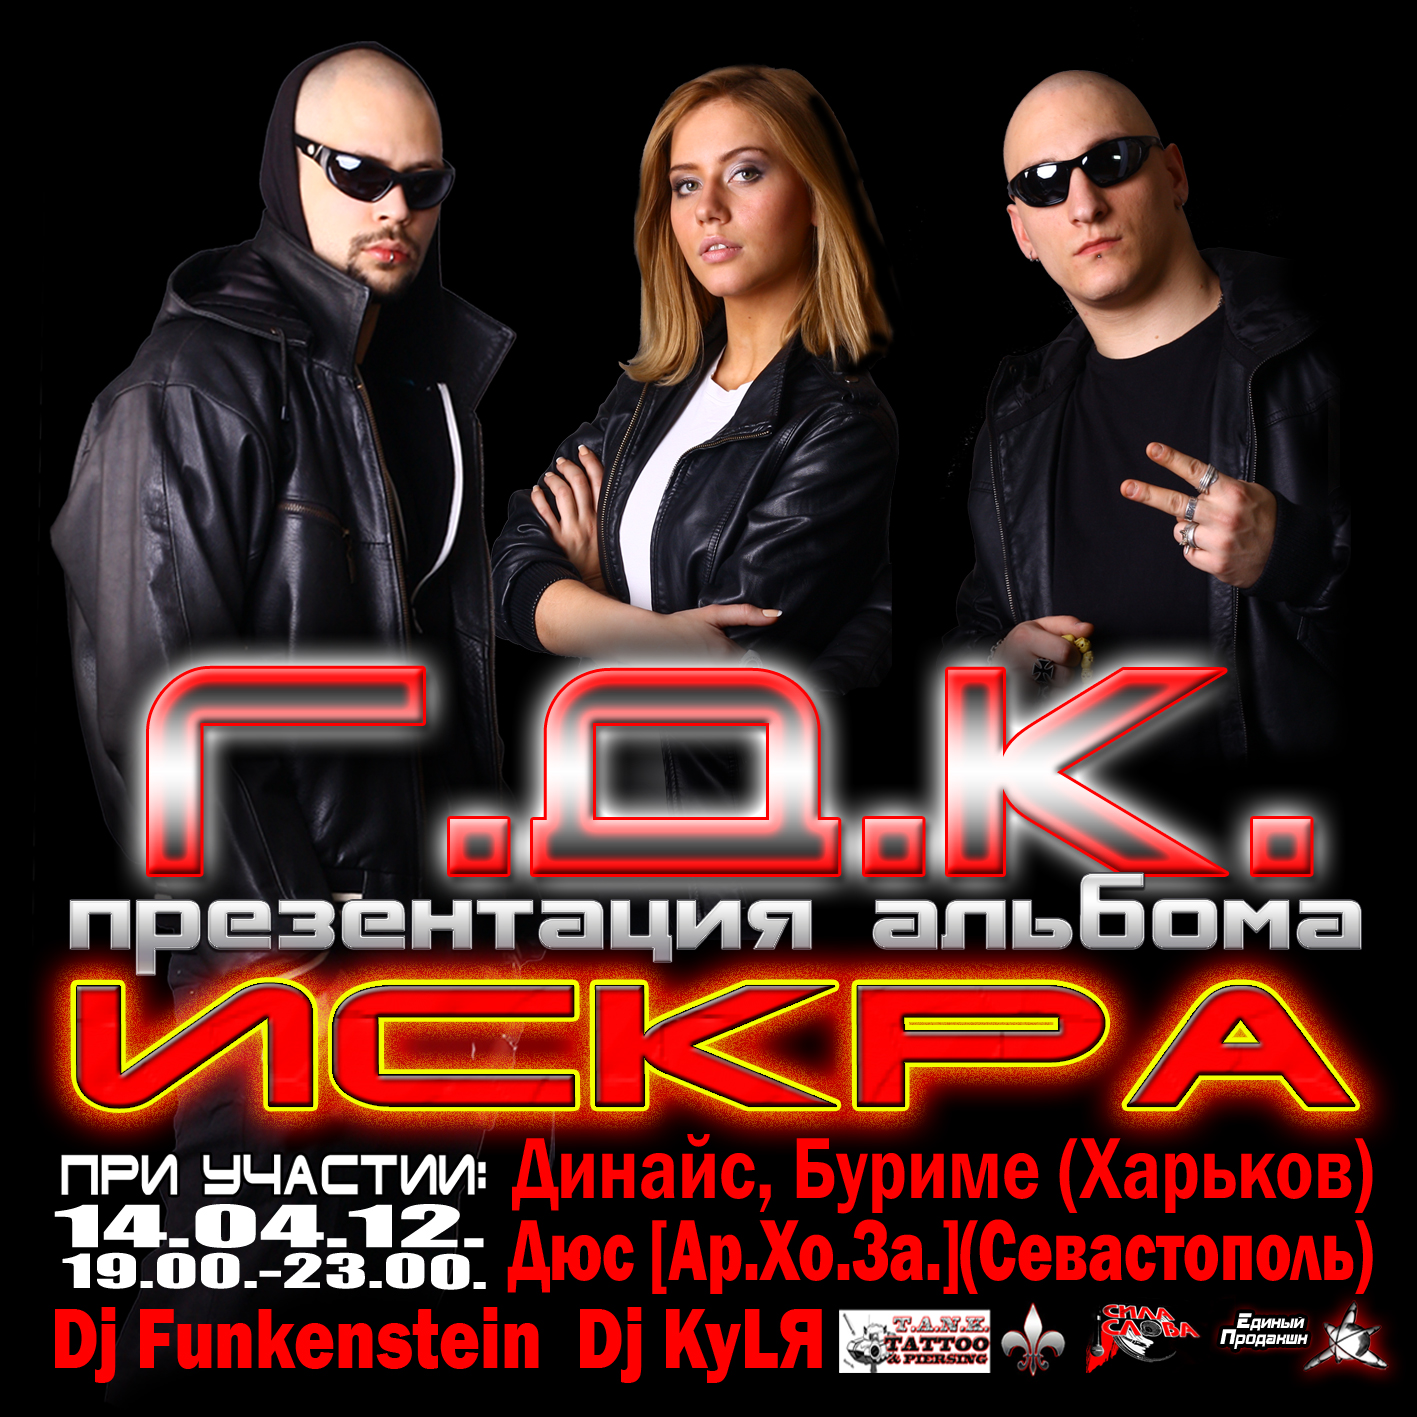 Г.Д.К.
презентация альбома
ИСКРА
ПРИ УЧАСТИИ:
Динайс, Буриме (Харьков)
14.04.12.
Дюс [Ар.Хо.За.](Севастополь)
19.00.-23.00.
Dj Funkenstein Dj KyLЯ
T.A.N.K.
TATTOO
& PIERSING
СИЛА
СЛОВА
Единый
Продакшн